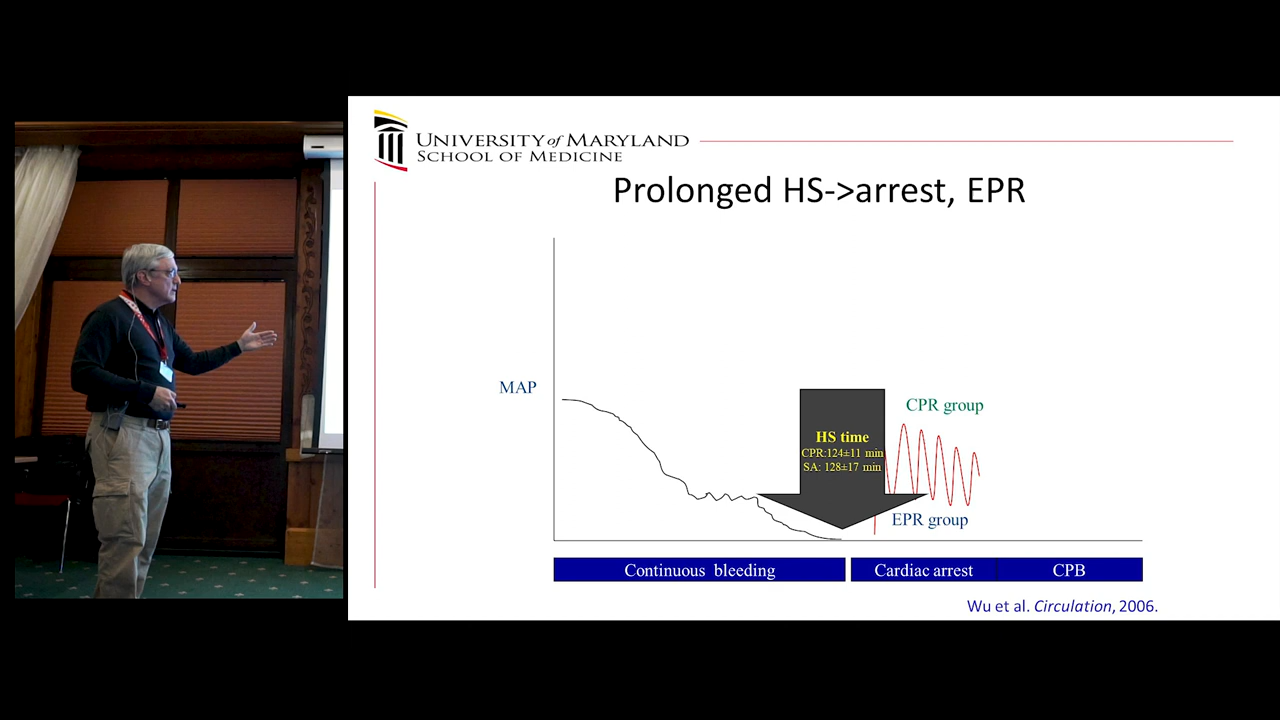 UNIVERSITY of MARYLAND
SCHOOL OF MEDICINE
Prolonged HS->arrest, EPR
MAP
HS time
CPR:124±11 min
SA: 128±17 min
CPR group
EPR group
Continuous bleeding
Cardiac arrest
CPB
Wu et al. Circulation, 2006.